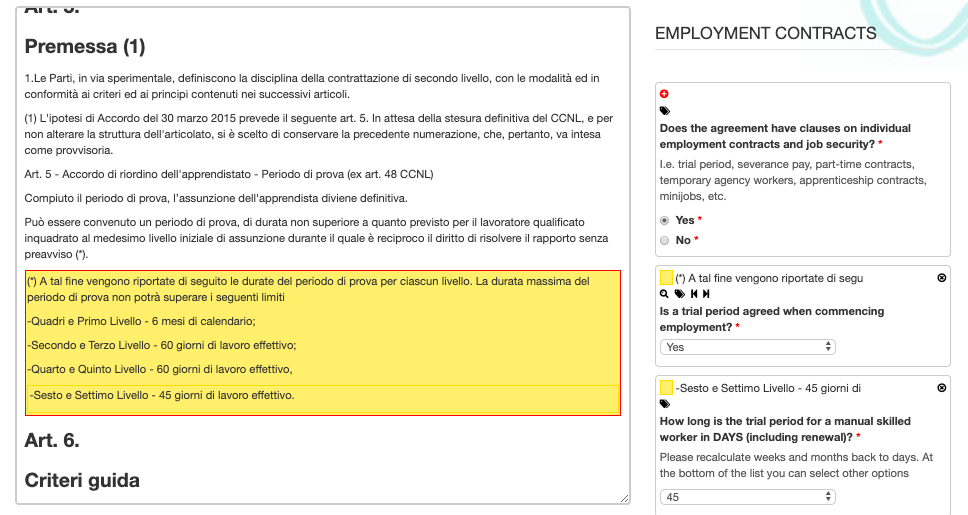 Art. 5.
Premessa (1)
1.Le Parti, in via sperimentale, definiscono la disciplina della contrattazione di secondo livello, con le modalità ed in
conformità ai criteri ed ai principi contenuti nei successivi articoli.
(1) L'ipotesi di Accordo del 30 marzo 2015 prevede il seguente art. 5. In attesa della stesura definitiva del CCNL, e per
non alterare la struttura dell'articolato, si è scelto di conservare la precedente numerazione, che, pertanto, va intesa
come provvisoria.
Art. 5 - Accordo di riordino dell'apprendistato - Periodo di prova (ex art. 48 CCNL)
Compiuto il periodo di prova, l'assunzione dell'apprendista diviene definitiva.
Può essere convenuto un periodo di prova, di durata non superiore a quanto previsto per il lavoratore qualificato
inquadrato al medesimo livello iniziale di assunzione durante il quale è reciproco il diritto di risolvere il rapporto senza
preavviso (*).
(*) A tal fine vengono riportate di seguito le durate del periodo di prova per ciascun livello. La durata massima del
periodo di prova non potrà superare i seguenti limiti
-Quadri e Primo Livello - 6 mesi di calendario;
-Secondo e Terzo Livello - 60 giorni di lavoro effettivo;
-Quarto e Quinto Livello - 60 giorni di lavoro effettivo,
-Sesto e Settimo Livello - 45 giorni di lavoro effettivo.
Art. 6.
Criteri guida
EMPLOYMENT CONTRACTS
Does the agreement have clauses on individual
employment contracts and job security? *
I.e. trial period, severance pay, part-time contracts,
temporary agency workers, apprenticeship contracts,
minijobs, etc.
Yes *
No *
(*) A tal fine vengono riportate di segu
Is a trial period agreed when commencing
employment? *
Yes
-Sesto e Settimo Livello - 45 giorni di
How long is the trial period for a manual skilled
worker in DAYS (including renewal)? *
Please recalculate weeks and months back to days. At
the bottom of the list you can select other options
45